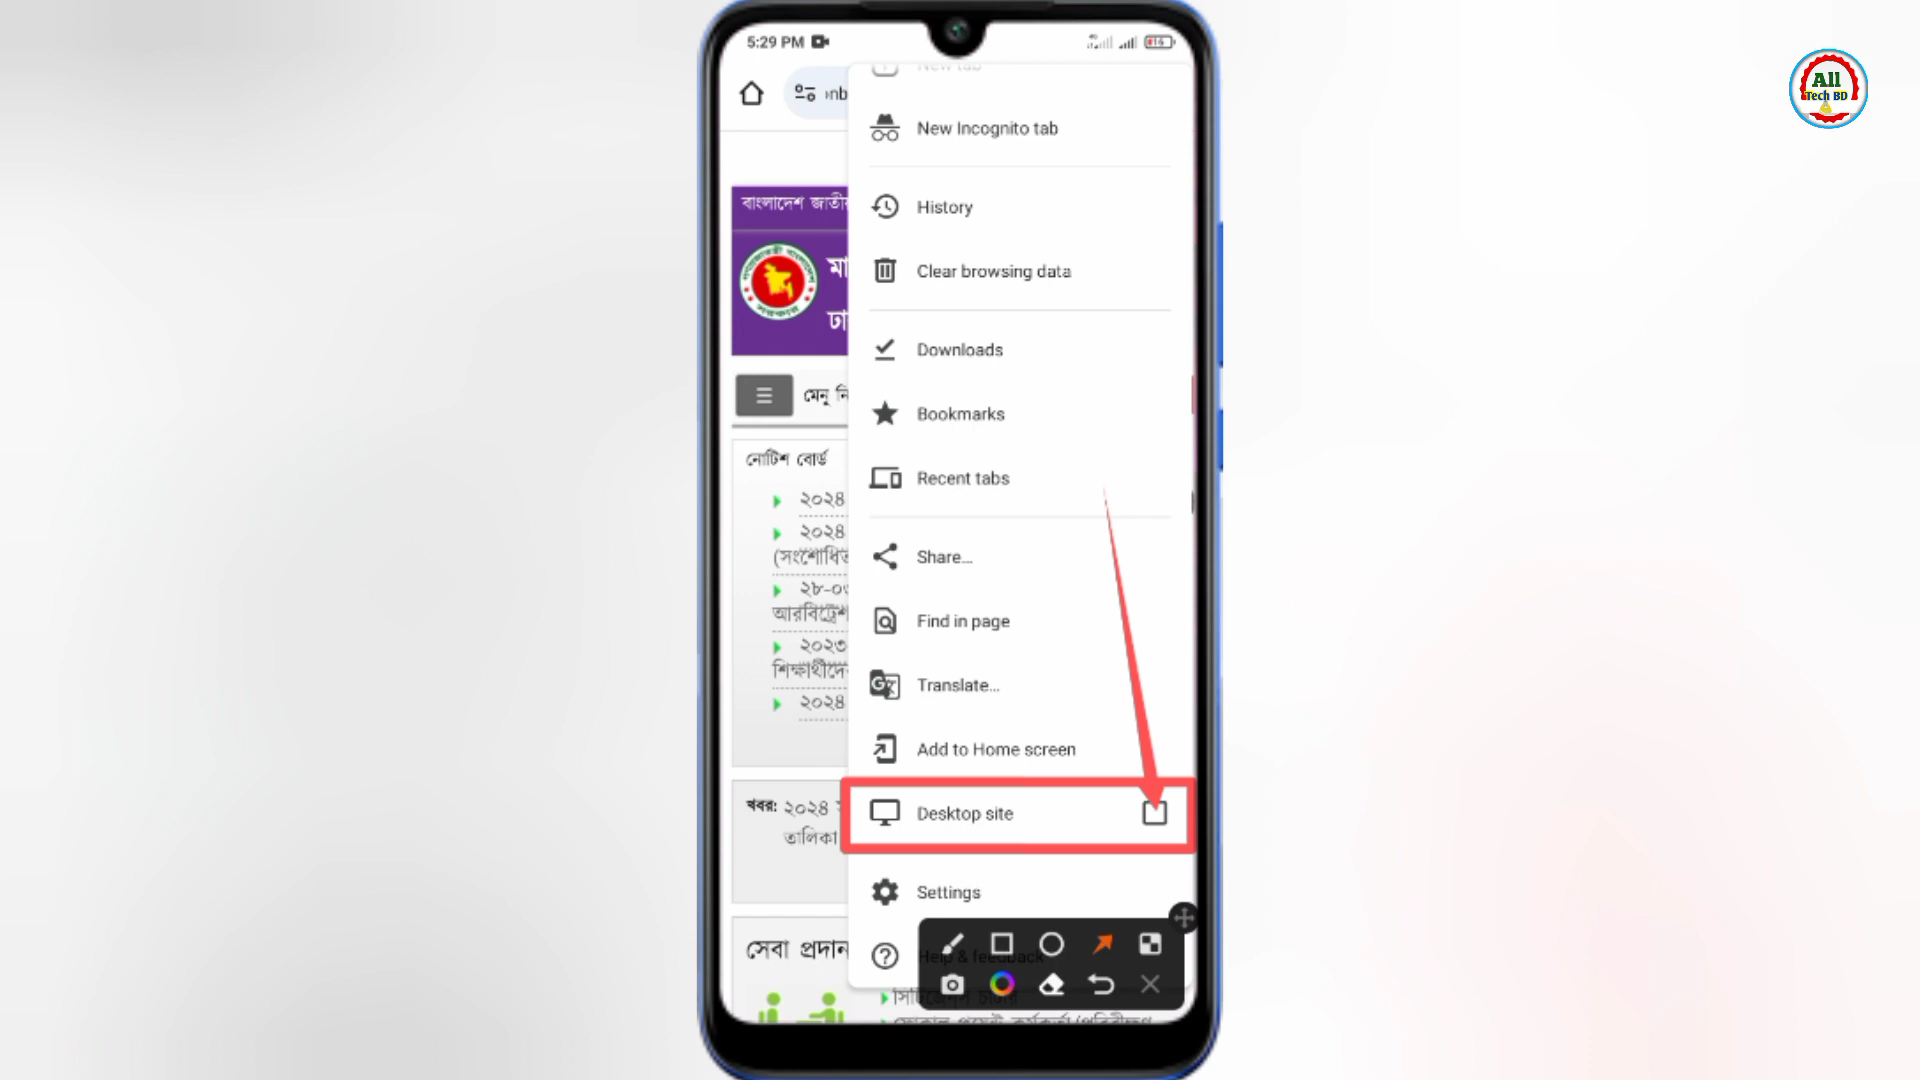 5:29 PM
All
Tech BD
New tab
New Incognito tab
History
Clear browsing data
Downloads
Bookmarks
Recent tabs
Share...
Find in page
Translate...
Add to Home screen
Desktop site
Settings
Help & feedback
বাংলাদেশ জাতীয়
মা
ঢা
মেনু নি
নোটিশ বোর্ড
২০২৪
২০২৪
(সংশোধিত
২৮-০
আরবিট্রেশ
২০২৩
শিক্ষার্থীদে
২০২৪
খবর: ২০২৪
তালিকা
সেবা প্রদান
সিটিজেন্‌স চার্টার